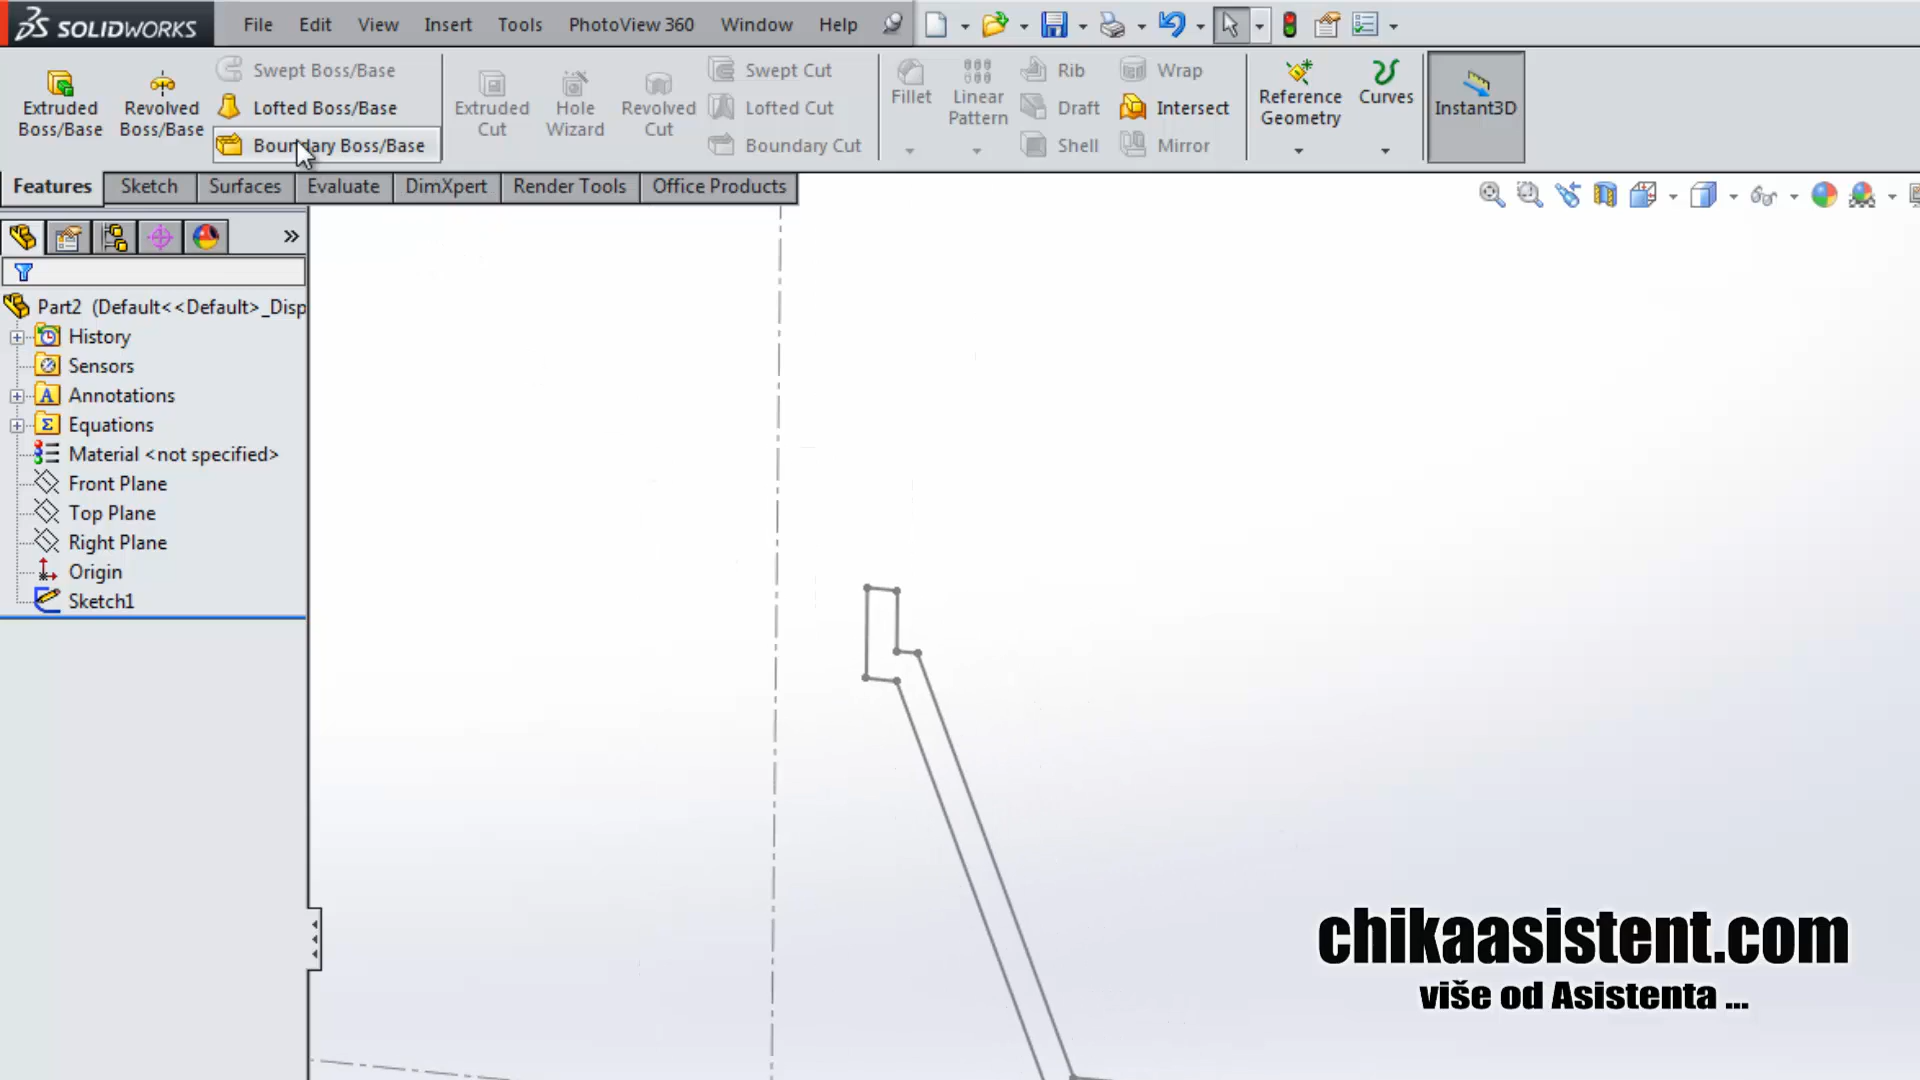 SOLIDWORKS
File Edit View Insert Tools PhotoView 360 Window Help
Extruded Boss/Base
Revolved Boss/Base
Swept Boss/Base
Lofted Boss/Base
Boundary Boss/Base
Extruded Cut
Hole Wizard
Revolved Cut
Swept Cut
Lofted Cut
Boundary Cut
Fillet
Linear Pattern
Rib
Draft
Shell
Wrap
Intersect
Mirror
Reference Geometry
Curves
Instant3D
Features Sketch Surfaces Evaluate DimXpert Render Tools Office Products
Part2 (Default<<Default>_Disp
History
Sensors
Annotations
Equations
Material <not specified>
Front Plane
Top Plane
Right Plane
Origin
Sketch1
chikaasistent.com
više od Asistenta ...